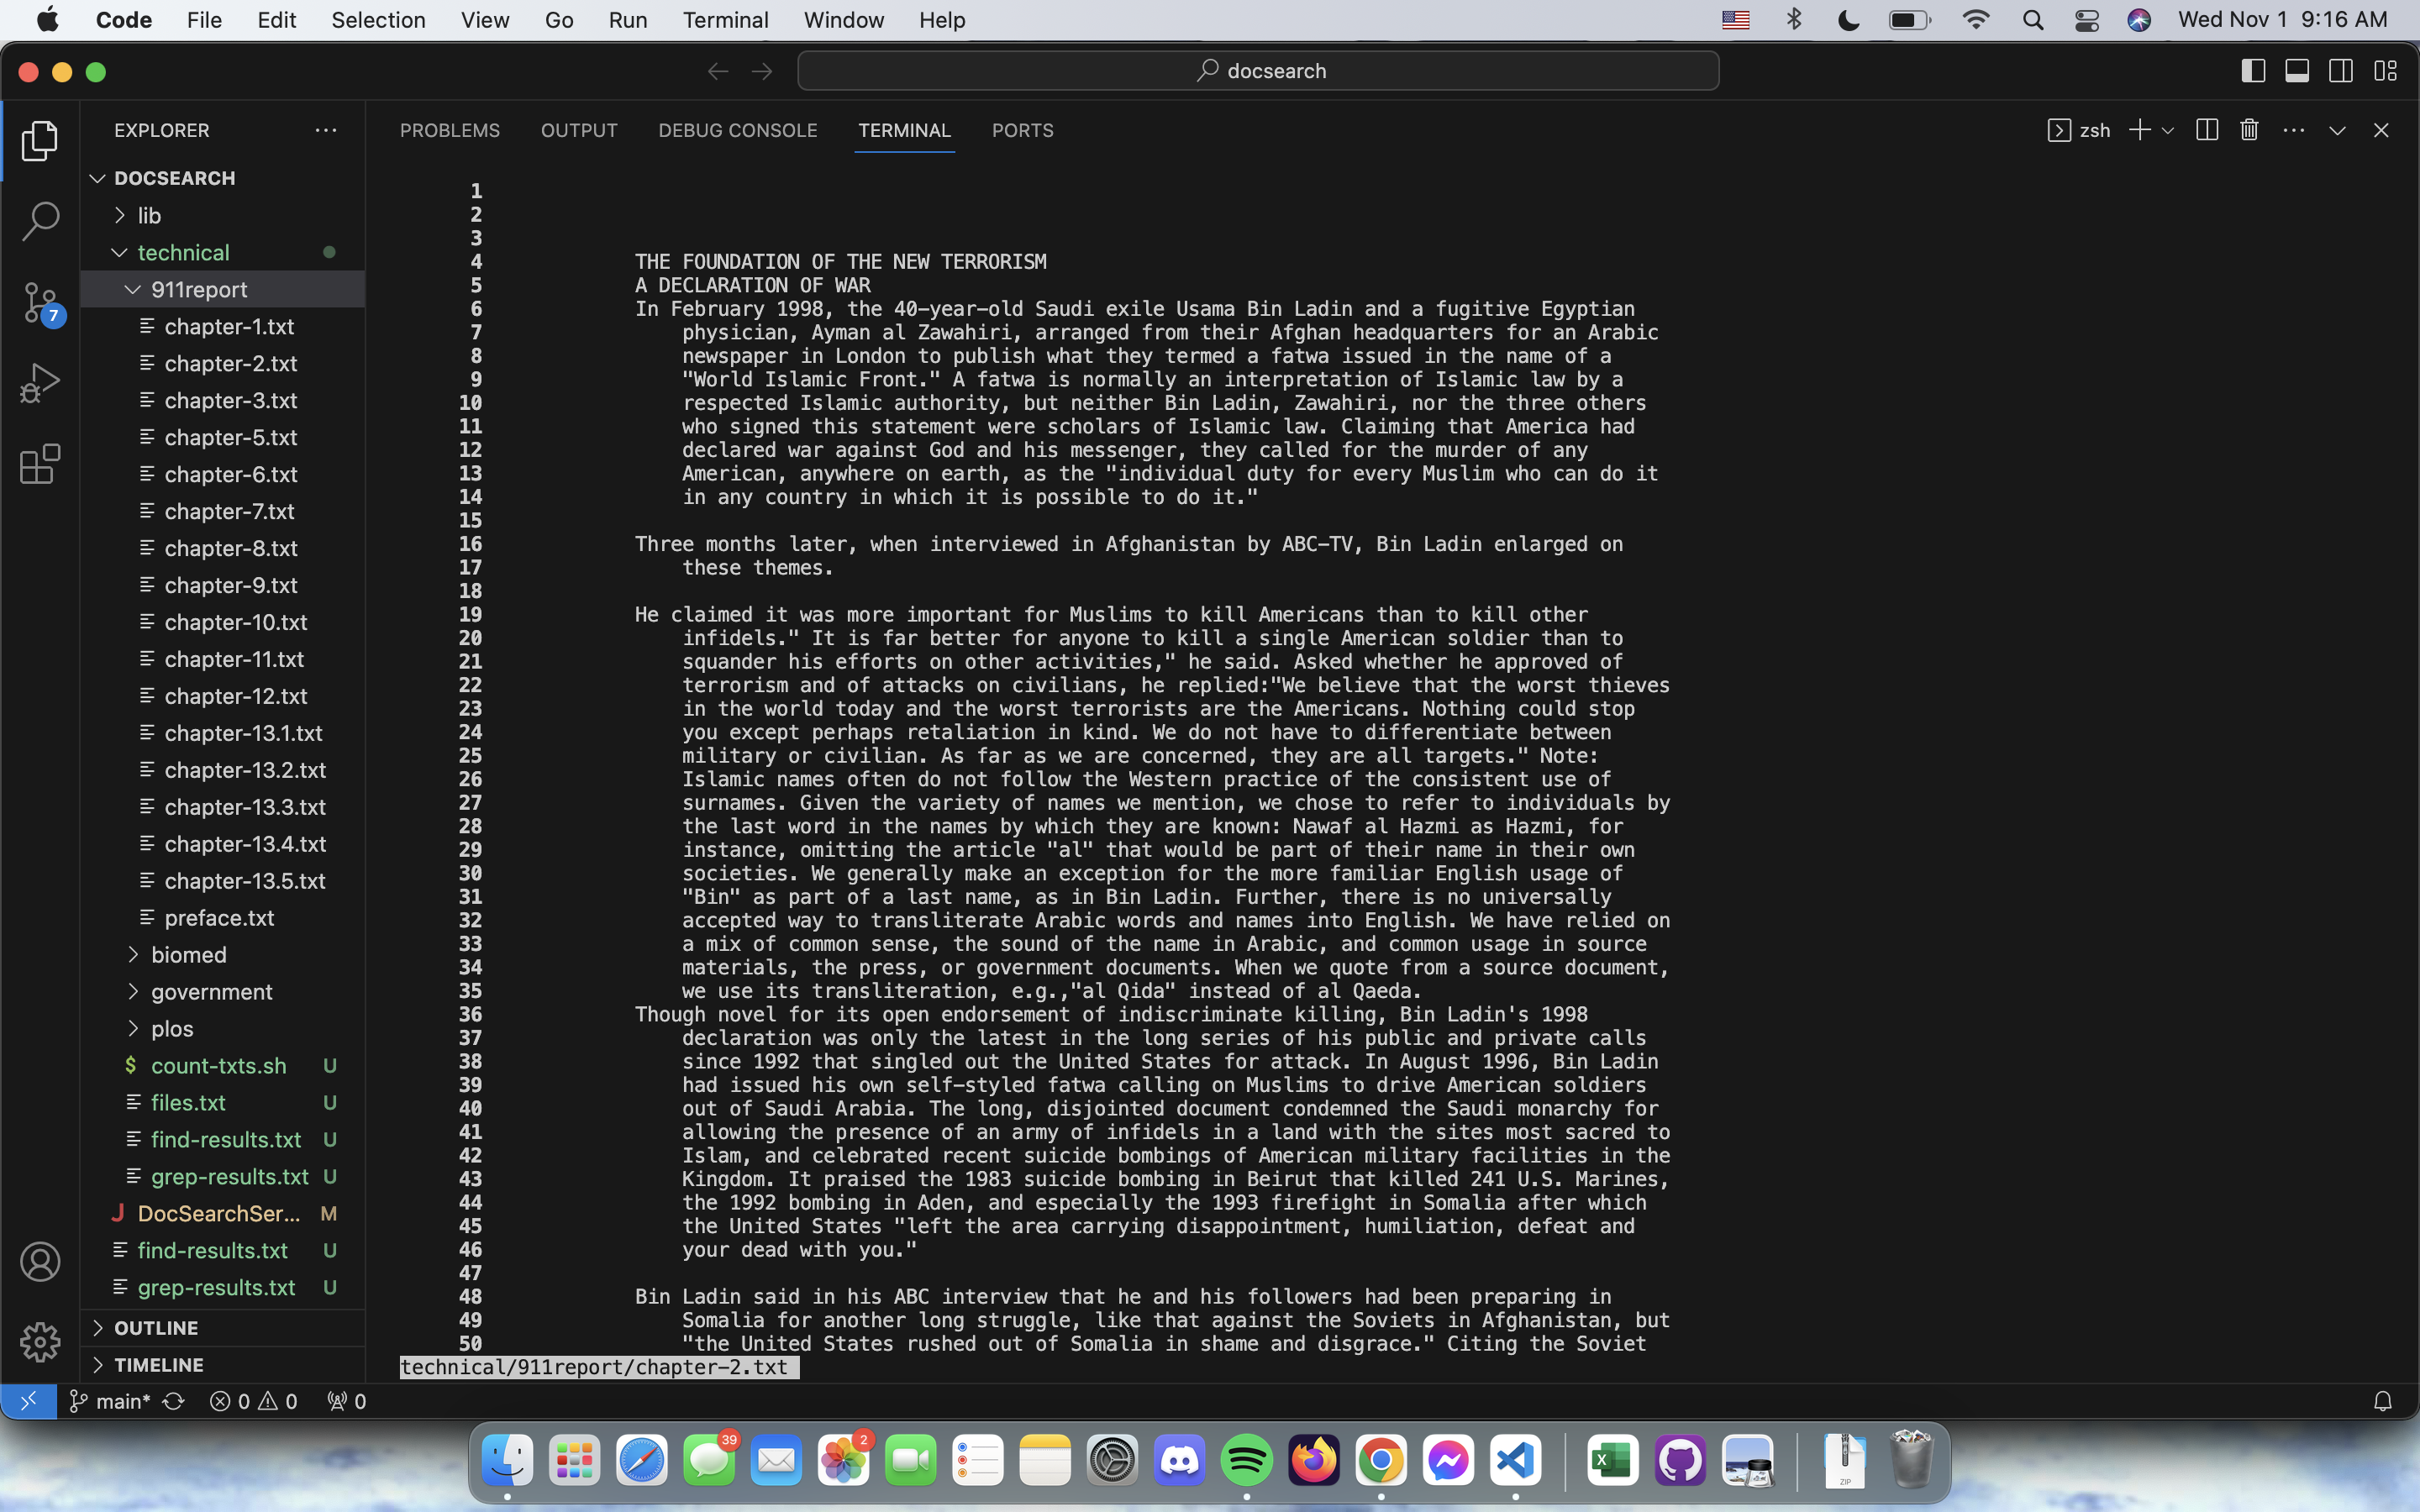 Code File Edit Selection View Go Run Terminal Window Help Wed Nov 1 9:16 AM
docsearch
EXPLORER
DOCSEARCH
lib
technical
911report
chapter-1.txt
chapter-2.txt
chapter-3.txt
chapter-5.txt
chapter-6.txt
chapter-7.txt
chapter-8.txt
chapter-9.txt
chapter-10.txt
chapter-11.txt
chapter-12.txt
chapter-13.1.txt
chapter-13.2.txt
chapter-13.3.txt
chapter-13.4.txt
chapter-13.5.txt
preface.txt
biomed
government
plos
count-txts.sh U
files.txt U
find-results.txt U
grep-results.txt U
J DocSearchSer... M
find-results.txt U
grep-results.txt U
OUTLINE
TIMELINE
7
PROBLEMS OUTPUT DEBUG CONSOLE TERMINAL PORTS zsh
1
2
3
4 THE FOUNDATION OF THE NEW TERRORISM
5 A DECLARATION OF WAR
6 In February 1998, the 40-year-old Saudi exile Usama Bin Ladin and a fugitive Egyptian
7 physician, Ayman al Zawahiri, arranged from their Afghan headquarters for an Arabic
8 newspaper in London to publish what they termed a fatwa issued in the name of a
9 "World Islamic Front." A fatwa is normally an interpretation of Islamic law by a
10 respected Islamic authority, but neither Bin Ladin, Zawahiri, nor the three others
11 who signed this statement were scholars of Islamic law. Claiming that America had
12 declared war against God and his messenger, they called for the murder of any
13 American, anywhere on earth, as the "individual duty for every Muslim who can do it
14 in any country in which it is possible to do it."
15
16 Three months later, when interviewed in Afghanistan by ABC-TV, Bin Ladin enlarged on
17 these themes.
18
19 He claimed it was more important for Muslims to kill Americans than to kill other
20 infidels." It is far better for anyone to kill a single American soldier than to
21 squander his efforts on other activities," he said. Asked whether he approved of
22 terrorism and of attacks on civilians, he replied:"We believe that the worst thieves
23 in the world today and the worst terrorists are the Americans. Nothing could stop
24 you except perhaps retaliation in kind. We do not have to differentiate between
25 military or civilian. As far as we are concerned, they are all targets." Note:
26 Islamic names often do not follow the Western practice of the consistent use of
27 surnames. Given the variety of names we mention, we chose to refer to individuals by
28 the last word in the names by which they are known: Nawaf al Hazmi as Hazmi, for
29 instance, omitting the article "al" that would be part of their name in their own
30 societies. We generally make an exception for the more familiar English usage of
31 "Bin" as part of a last name, as in Bin Ladin. Further, there is no universally
32 accepted way to transliterate Arabic words and names into English. We have relied on
33 a mix of common sense, the sound of the name in Arabic, and common usage in source
34 materials, the press, or government documents. When we quote from a source document,
35 we use its transliteration, e.g.,"al Qida" instead of al Qaeda.
36 Though novel for its open endorsement of indiscriminate killing, Bin Ladin's 1998
37 declaration was only the latest in the long series of his public and private calls
38 since 1992 that singled out the United States for attack. In August 1996, Bin Ladin
39 had issued his own self-styled fatwa calling on Muslims to drive American soldiers
40 out of Saudi Arabia. The long, disjointed document condemned the Saudi monarchy for
41 allowing the presence of an army of infidels in a land with the sites most sacred to
42 Islam, and celebrated recent suicide bombings of American military facilities in the
43 Kingdom. It praised the 1983 suicide bombing in Beirut that killed 241 U.S. Marines,
44 the 1992 bombing in Aden, and especially the 1993 firefight in Somalia after which
45 the United States "left the area carrying disappointment, humiliation, defeat and
46 your dead with you."
47
48 Bin Ladin said in his ABC interview that he and his followers had been preparing in
49 Somalia for another long struggle, like that against the Soviets in Afghanistan, but
50 "the United States rushed out of Somalia in shame and disgrace." Citing the Soviet
technical/911report/chapter-2.txt
main* 0 0 0
39 2 ZIP